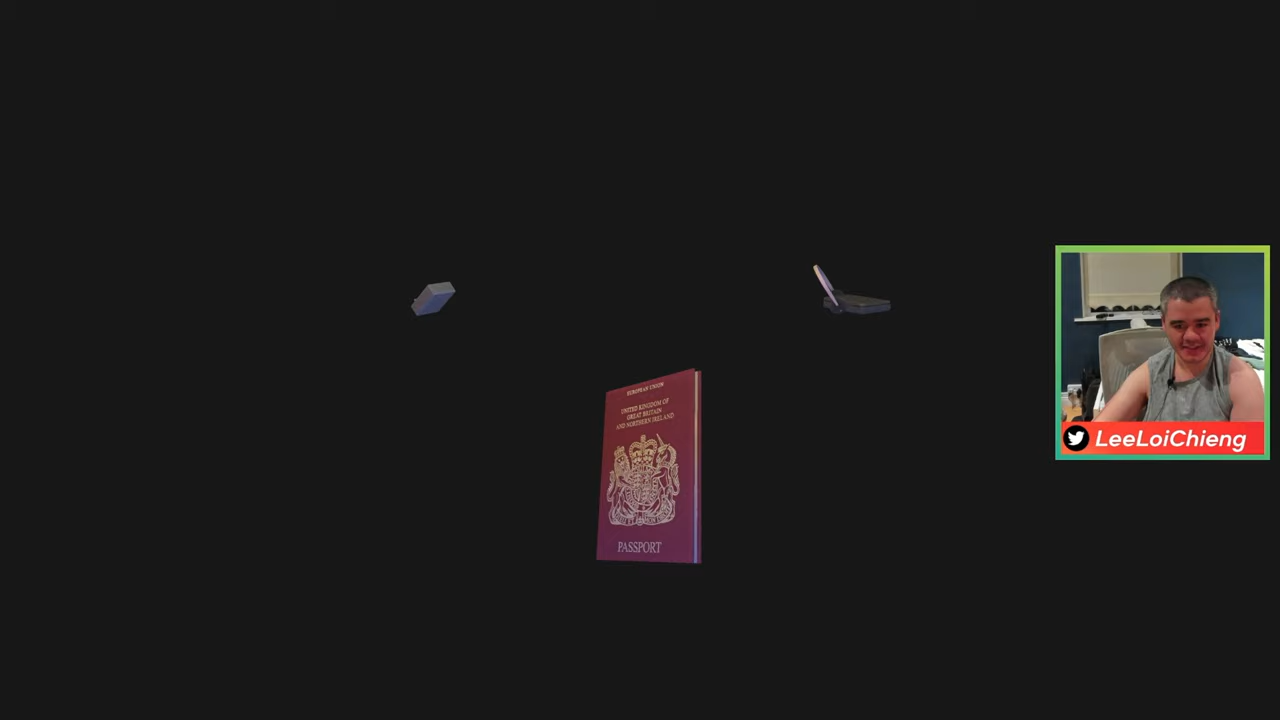 EUROPEAN UNION
UNITED KINGDOM OF
GREAT BRITAIN
AND NORTHERN IRELAND
PASSPORT
LeeLoiChieng